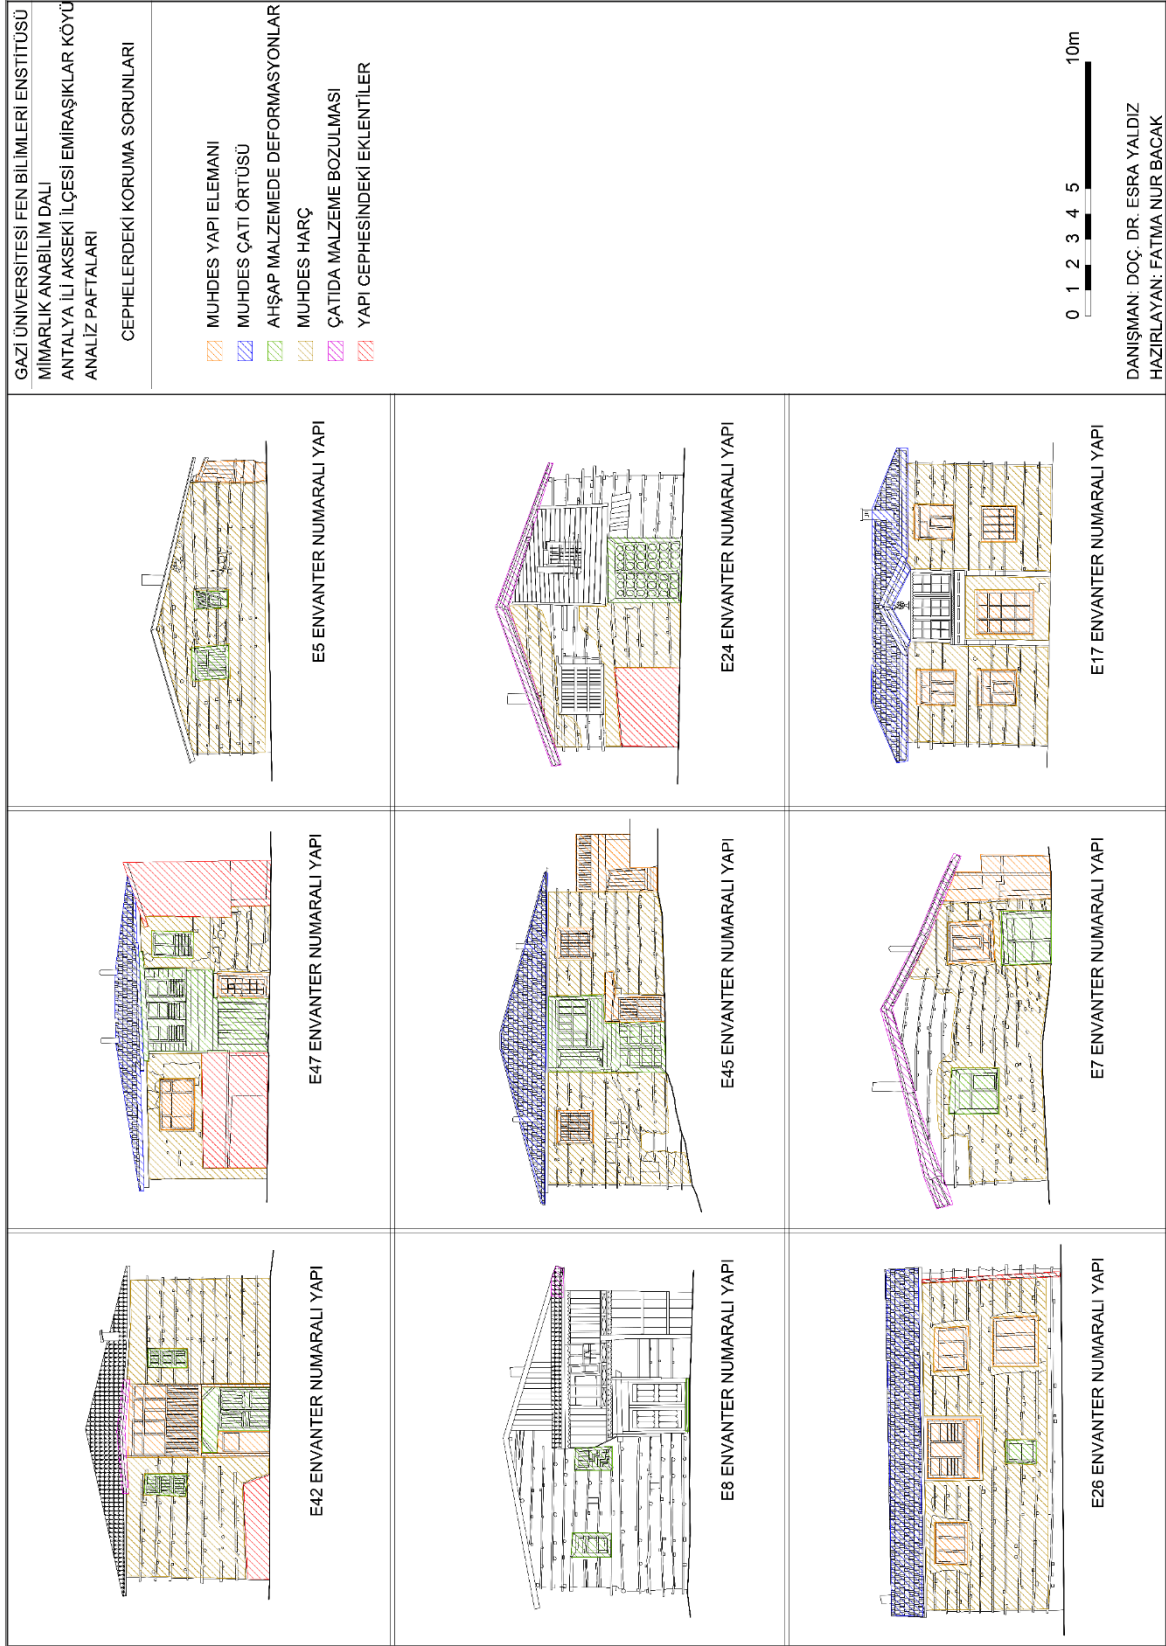 GAZİ ÜNİVERSİTESİ FEN BİLİMLERİ ENSTİTÜSÜ
MİMARLIK ANABİLİM DALI
ANTALYA İLİ AKSEKİ İLÇESİ EMİRAŞIKLAR KÖYÜ
ANALİZ PAFTALARI
CEPHELERDEKİ KORUMA SORUNLARI
MUHDES YAPI ELEMANI
MUHDES ÇATI ÖRTÜSÜ
AHŞAP MALZEMEDE DEFORMASYONLAR
MUHDES HARÇ
ÇATIDA MALZEME BOZULMASI
YAPI CEPHESİNDEKİ EKLENTİLER
0 1 2 3 4 5 10m
DANIŞMAN: DOÇ. DR. ESRA YALDIZ
HAZIRLAYAN: FATMA NUR BACAK
E42 ENVANTER NUMARALI YAPI
E47 ENVANTER NUMARALI YAPI
E5 ENVANTER NUMARALI YAPI
E8 ENVANTER NUMARALI YAPI
E45 ENVANTER NUMARALI YAPI
E24 ENVANTER NUMARALI YAPI
E26 ENVANTER NUMARALI YAPI
E7 ENVANTER NUMARALI YAPI
E17 ENVANTER NUMARALI YAPI